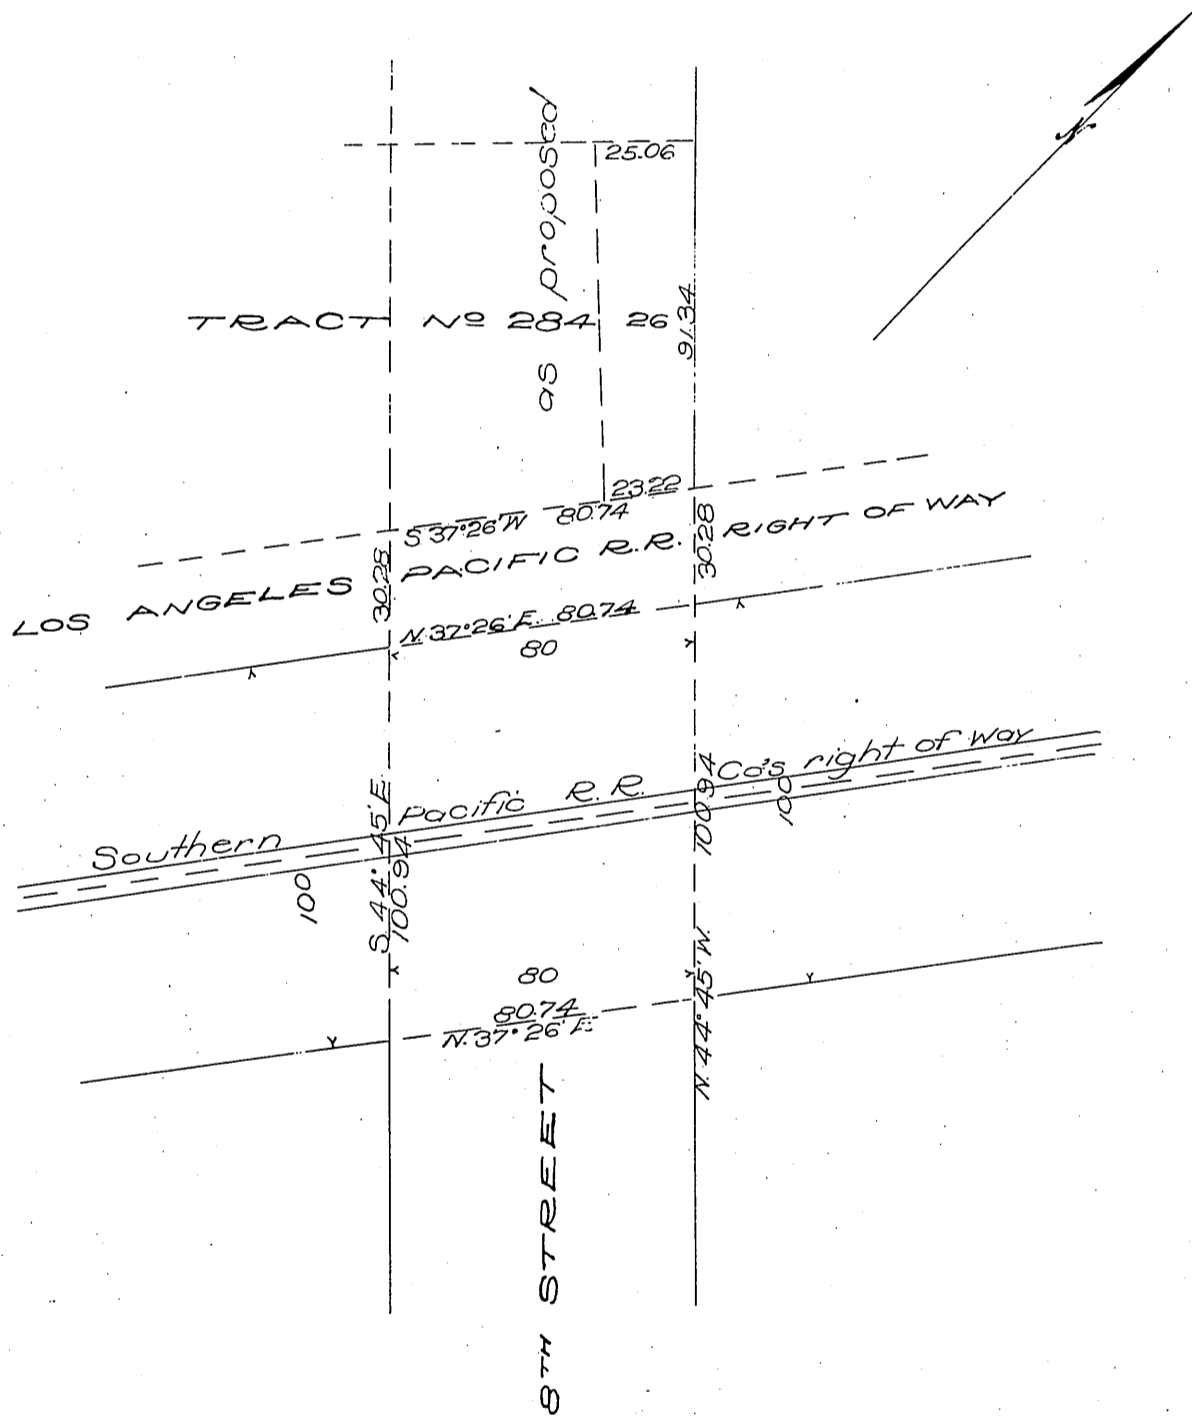 N
as proposed
25.06
TRACT Nº 284
26
91.34
23.22
S 37°26' W 80.74
LOS ANGELES PACIFIC R.R. RIGHT OF WAY
30.28
30.28
N. 37°26' E. 80.74
80
Southern Pacific R.R. Co's right of Way
100
S. 44° 45' E.
100.94
100.94
100
N. 44° 45' W.
80
80.74
N. 37° 26' E.
8TH STREET